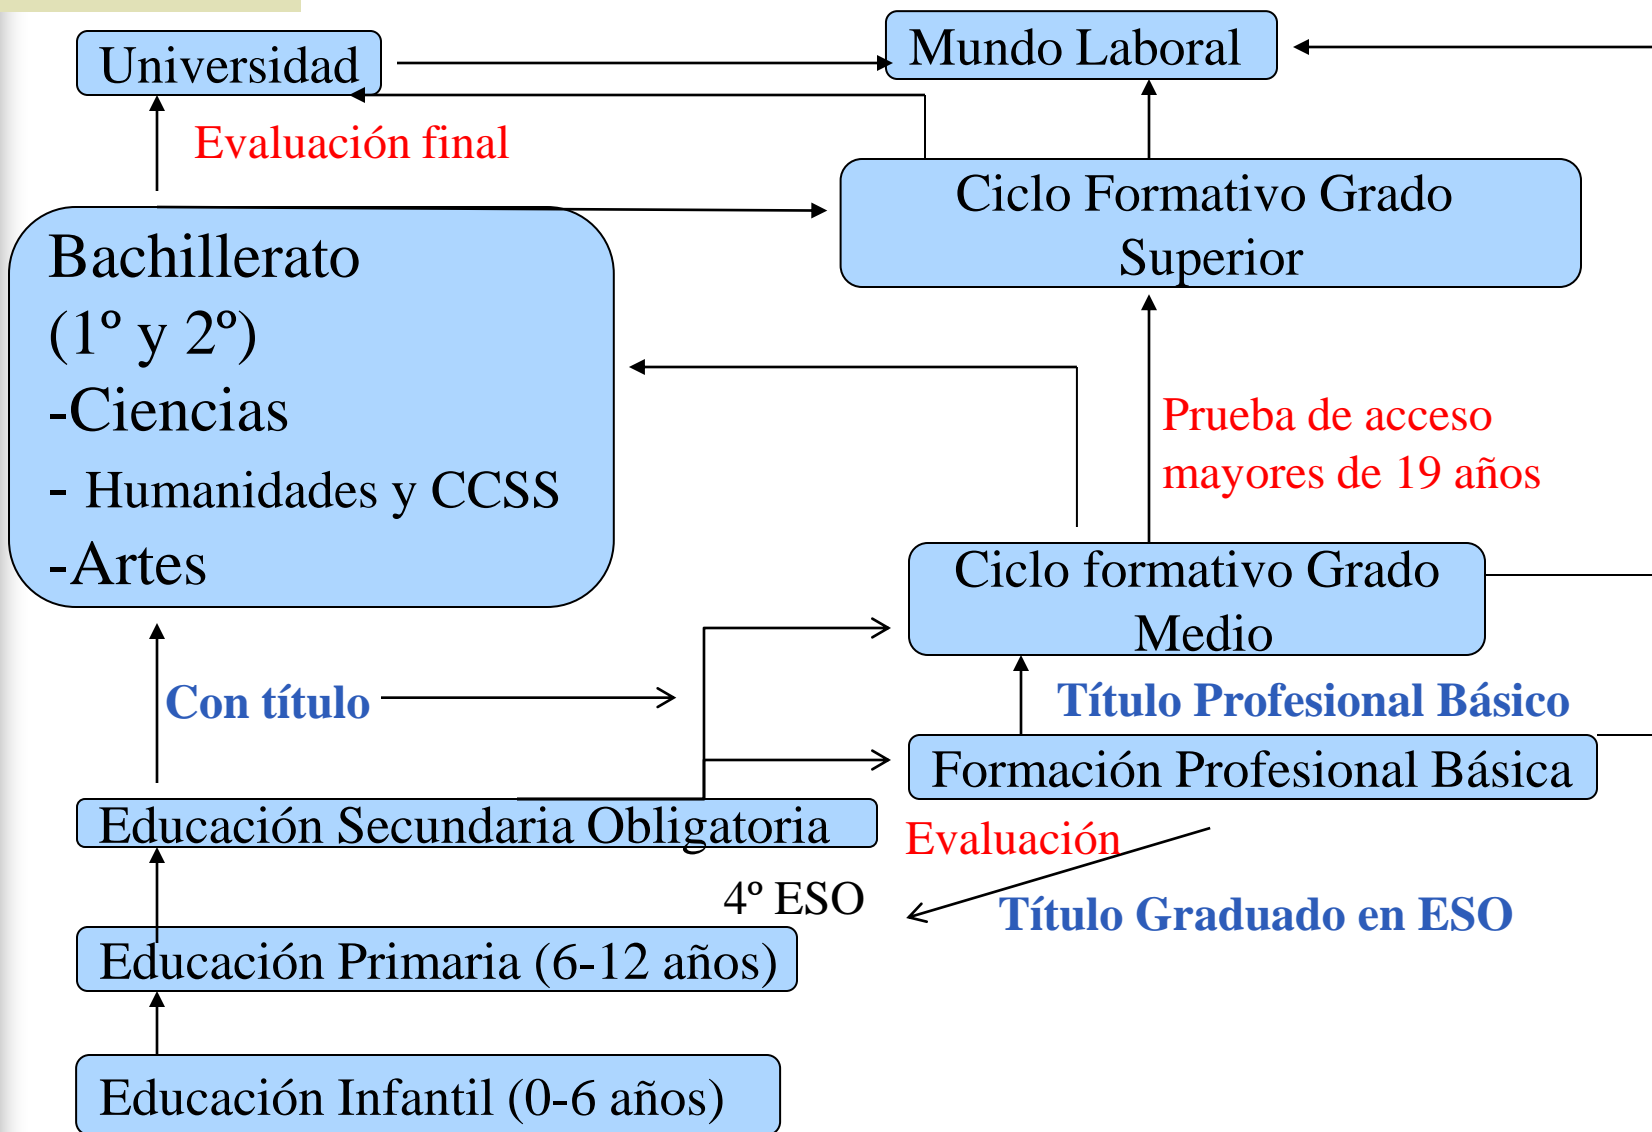 Universidad
Mundo Laboral
Evaluación final
Ciclo Formativo Grado
Superior
Bachillerato
(1º y 2º)
-Ciencias
- Humanidades y CCSS
-Artes
Prueba de acceso
mayores de 19 años
Ciclo formativo Grado
Medio
Con título
Título Profesional Básico
Formación Profesional Básica
Educación Secundaria Obligatoria
Evaluación
4º ESO
Título Graduado en ESO
Educación Primaria (6-12 años)
Educación Infantil (0-6 años)